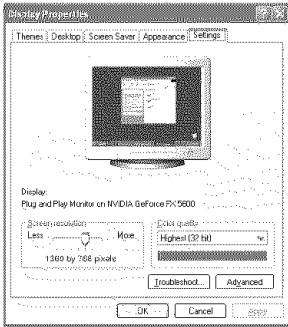 Display Properties
Themes Desktop Screen Saver Appearance Settings
Display:
Plug and Play Monitor on NVIDIA GeForce FX 5600
Screen resolution
Less More
1360 by 768 pixels
Color quality
Highest (32 bit)
Troubleshoot... Advanced
OK Cancel Apply